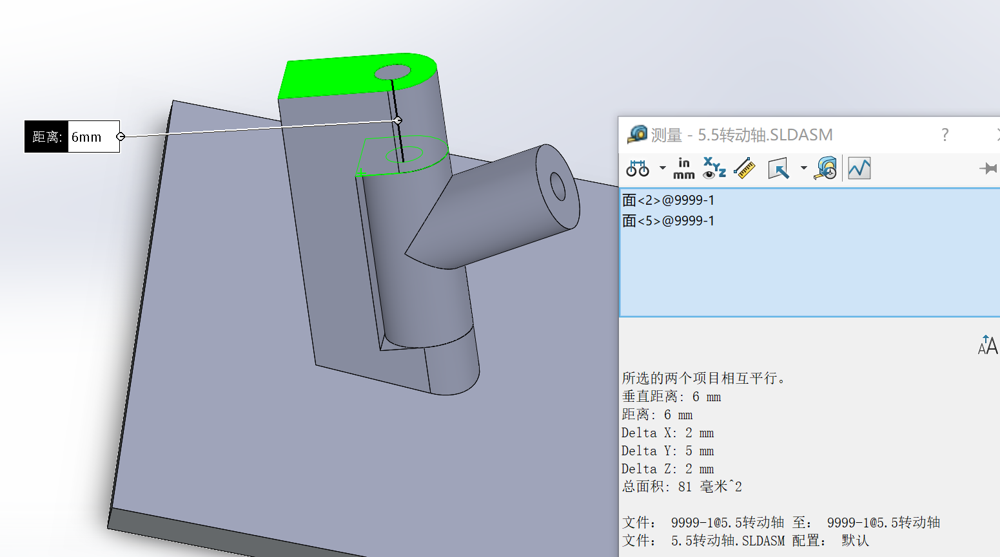 距离: 6mm
测量 - 5.5转动轴.SLDASM ?
in
mm
XYZ
面<2>@9999-1
面<5>@9999-1
AA
所选的两个项目相互平行。
垂直距离: 6 mm
距离: 6 mm
Delta X: 2 mm
Delta Y: 5 mm
Delta Z: 2 mm
总面积: 81 毫米^2
文件: 9999-1@5.5转动轴 至: 9999-1@5.5转动轴
文件: 5.5转动轴.SLDASM 配置: 默认